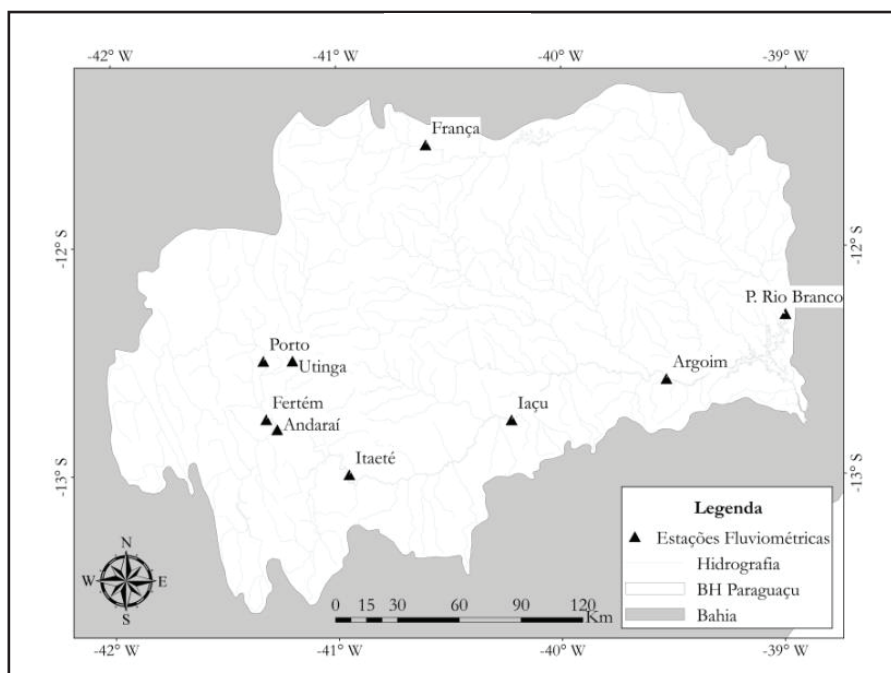 -42° W
-41° W
-40° W
-39° W
França
-12° S
-12° S
P. Rio Branco
Porto
Utinga
Argoim
Fertém
Andaraí
Iaçu
Itaeté
-13° S
-13° S
Legenda
Estações Fluviométricas
Hidrografia
BH Paraguaçu
Bahia
N
W
E
S
0 15 30 60 90 120
Km
-42° W
-41° W
-40° W
-39° W